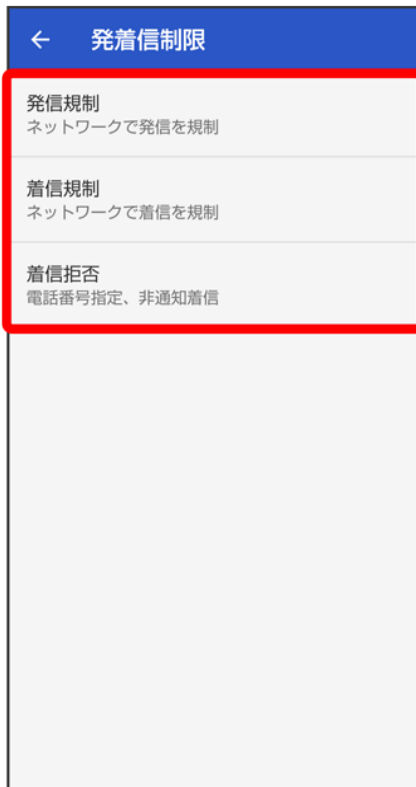 発着信制限
発信規制
ネットワークで発信を規制
着信規制
ネットワークで着信を規制
着信拒否
電話番号指定、非通知着信